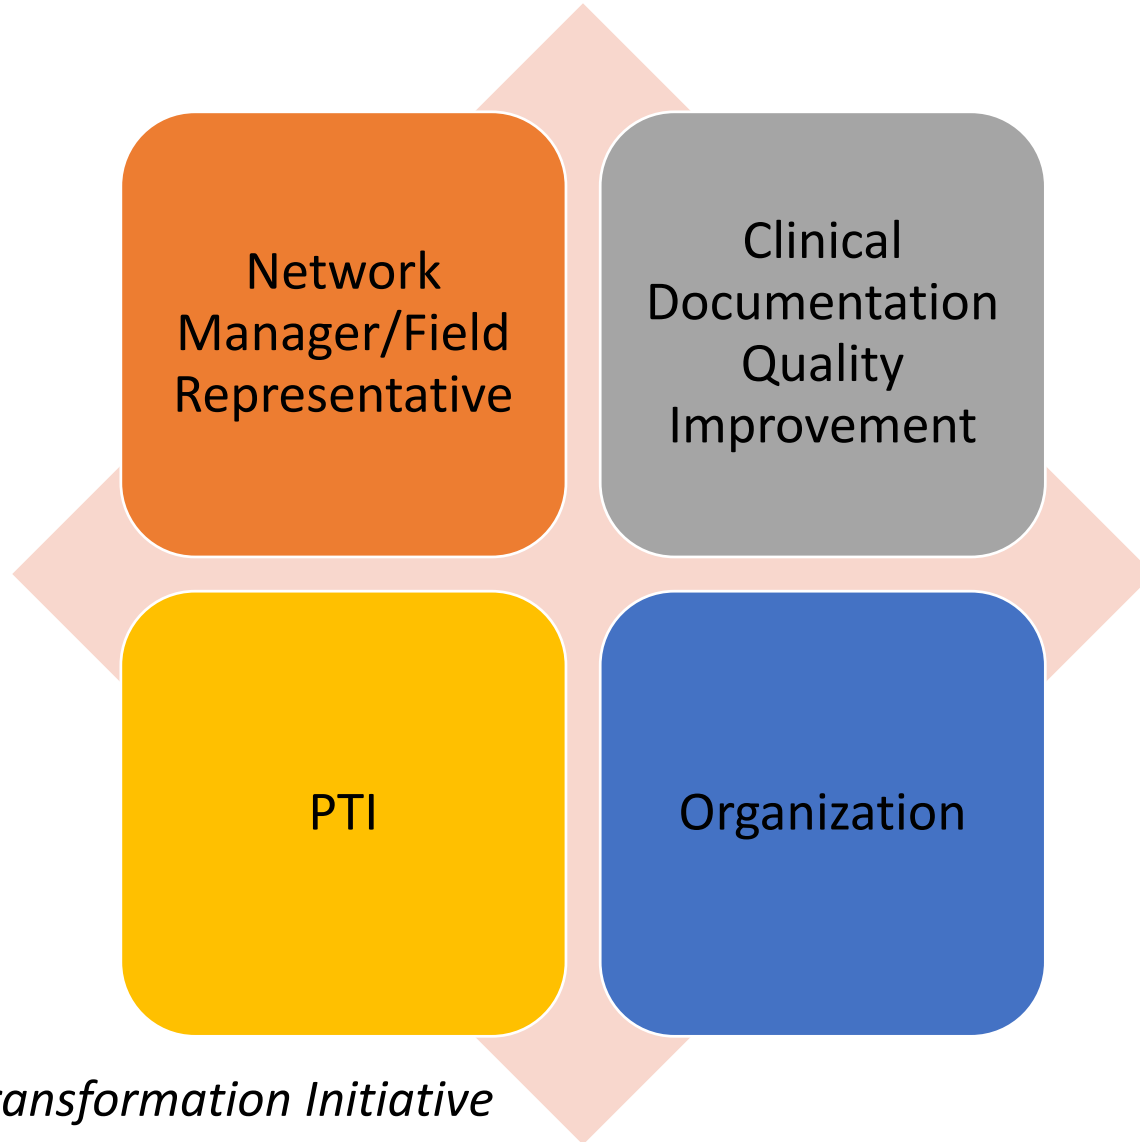 Network
Manager/Field
Representative
Clinical
Documentation
Quality
Improvement
PTI
Organization
ansformation Initiative